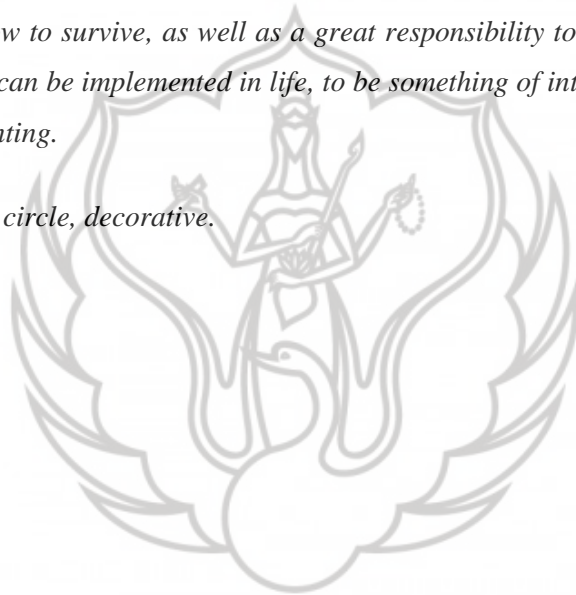 w to survive, as well as a great responsibility to
can be implemented in life, to be something of int
nting.
circle, decorative.